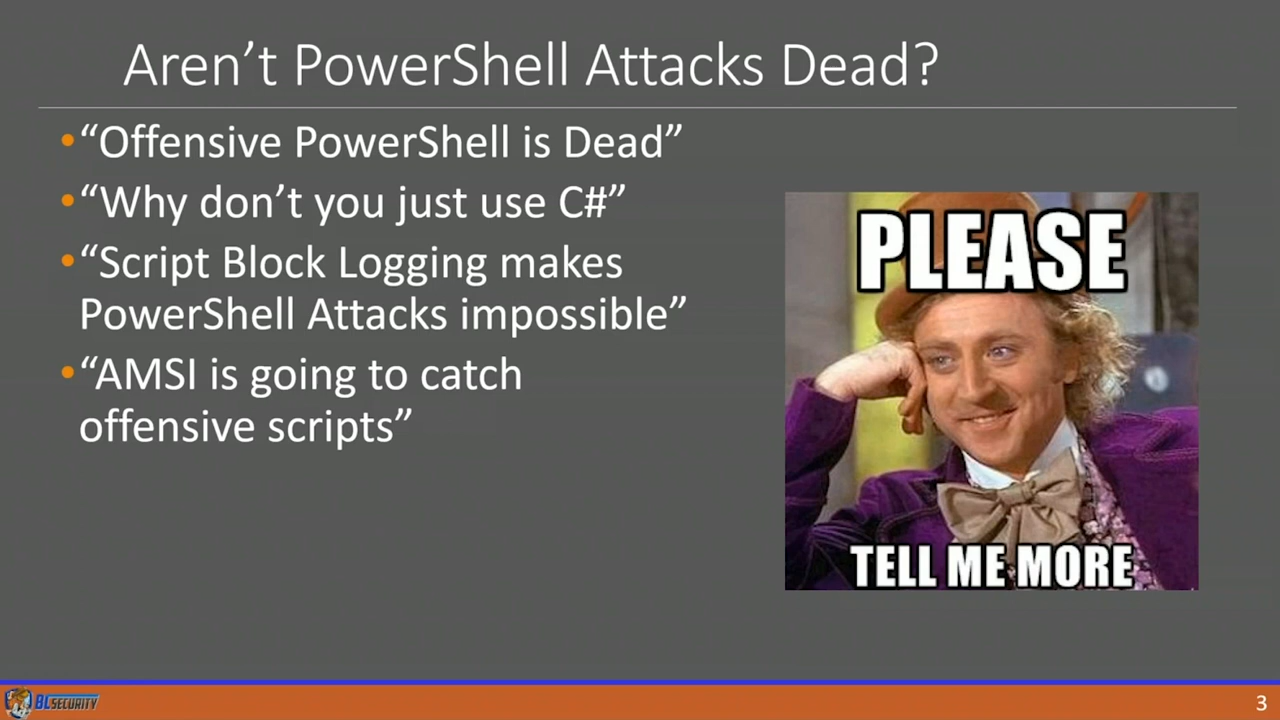 Aren’t PowerShell Attacks Dead?
•“Offensive PowerShell is Dead”
•“Why don’t you just use C#”
•“Script Block Logging makes
PowerShell Attacks impossible”
•“AMSI is going to catch
offensive scripts”
PLEASE
TELL ME MORE
BC SECURITY
3